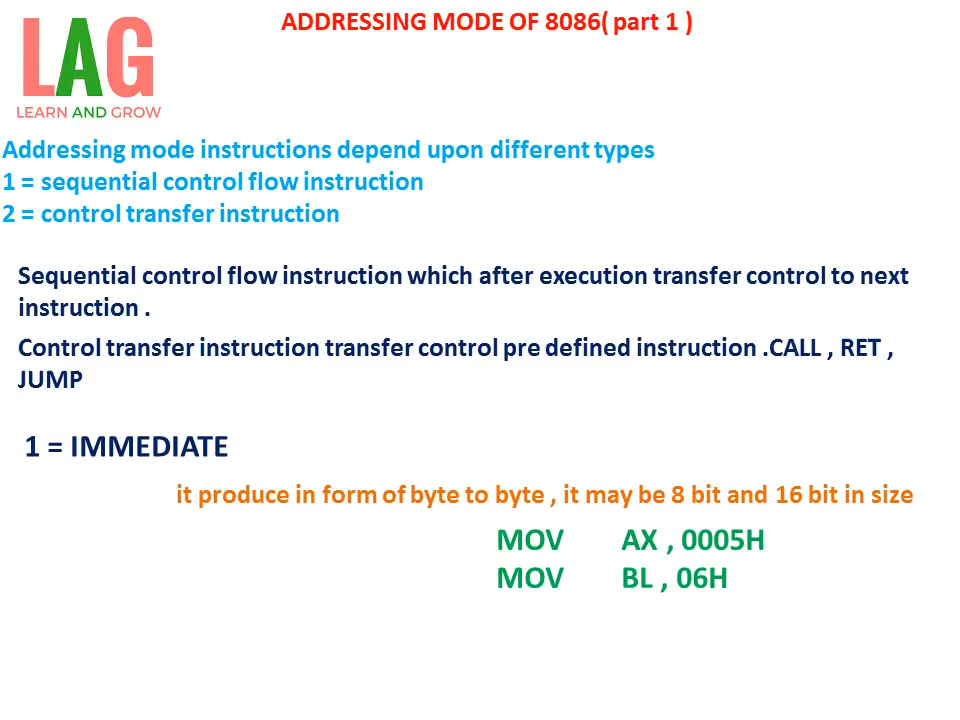 LAG
LEARN AND GROW
ADDRESSING MODE OF 8086( part 1 )
Addressing mode instructions depend upon different types
1 = sequential control flow instruction
2 = control transfer instruction
Sequential control flow instruction which after execution transfer control to next
instruction .
Control transfer instruction transfer control pre defined instruction .CALL , RET ,
JUMP
1 = IMMEDIATE
it produce in form of byte to byte , it may be 8 bit and 16 bit in size
MOV AX , 0005H
MOV BL , 06H